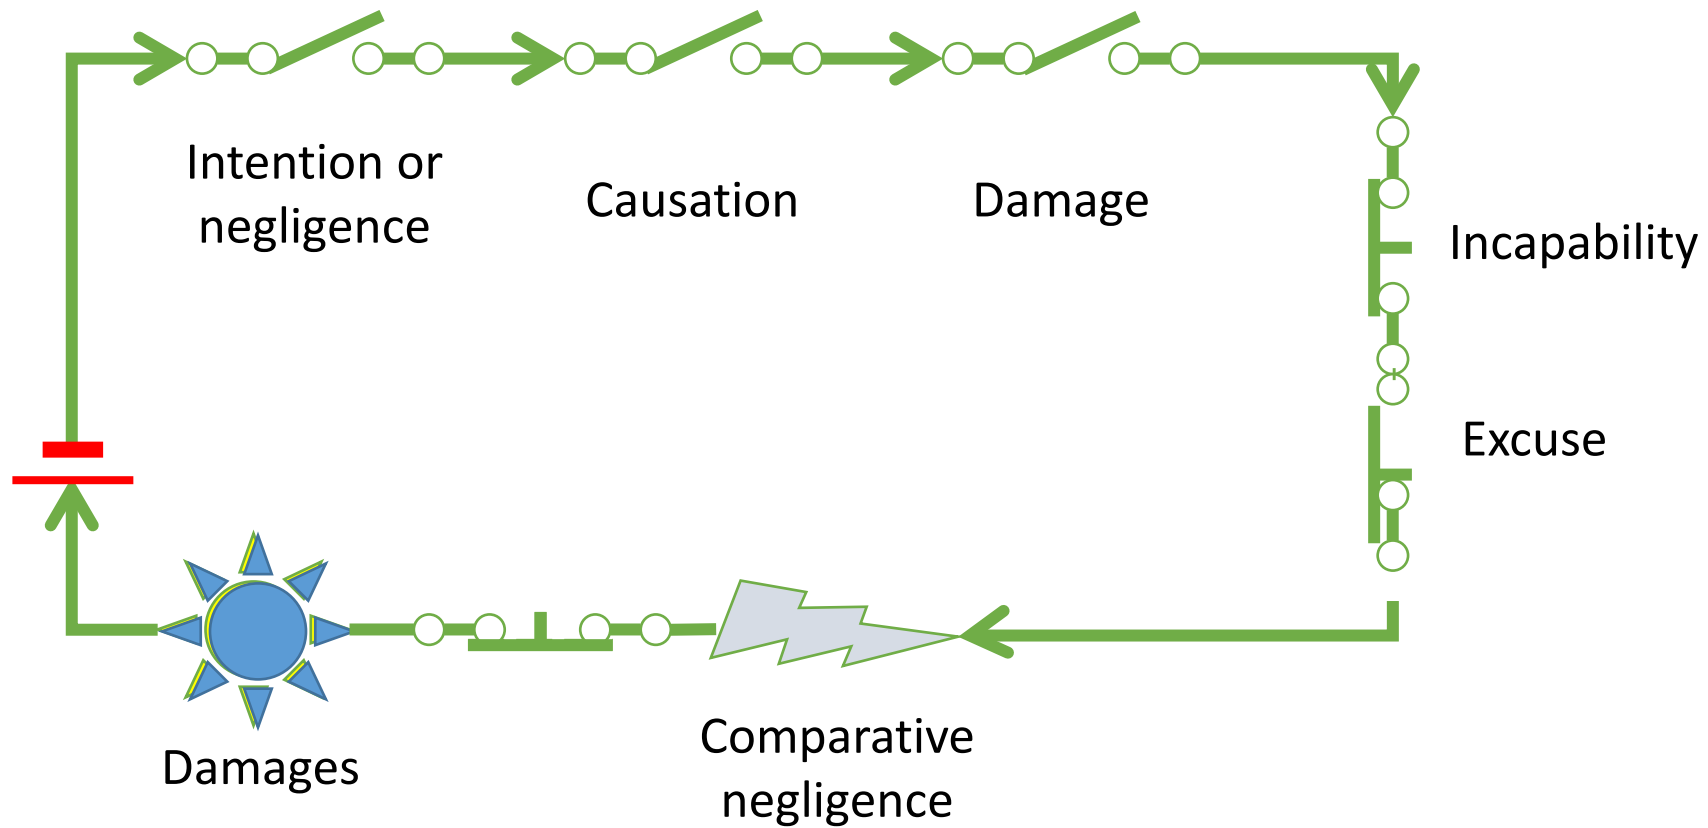 Intention or
negligence
Causation
Damage
Incapability
Excuse
Comparative
negligence
Damages